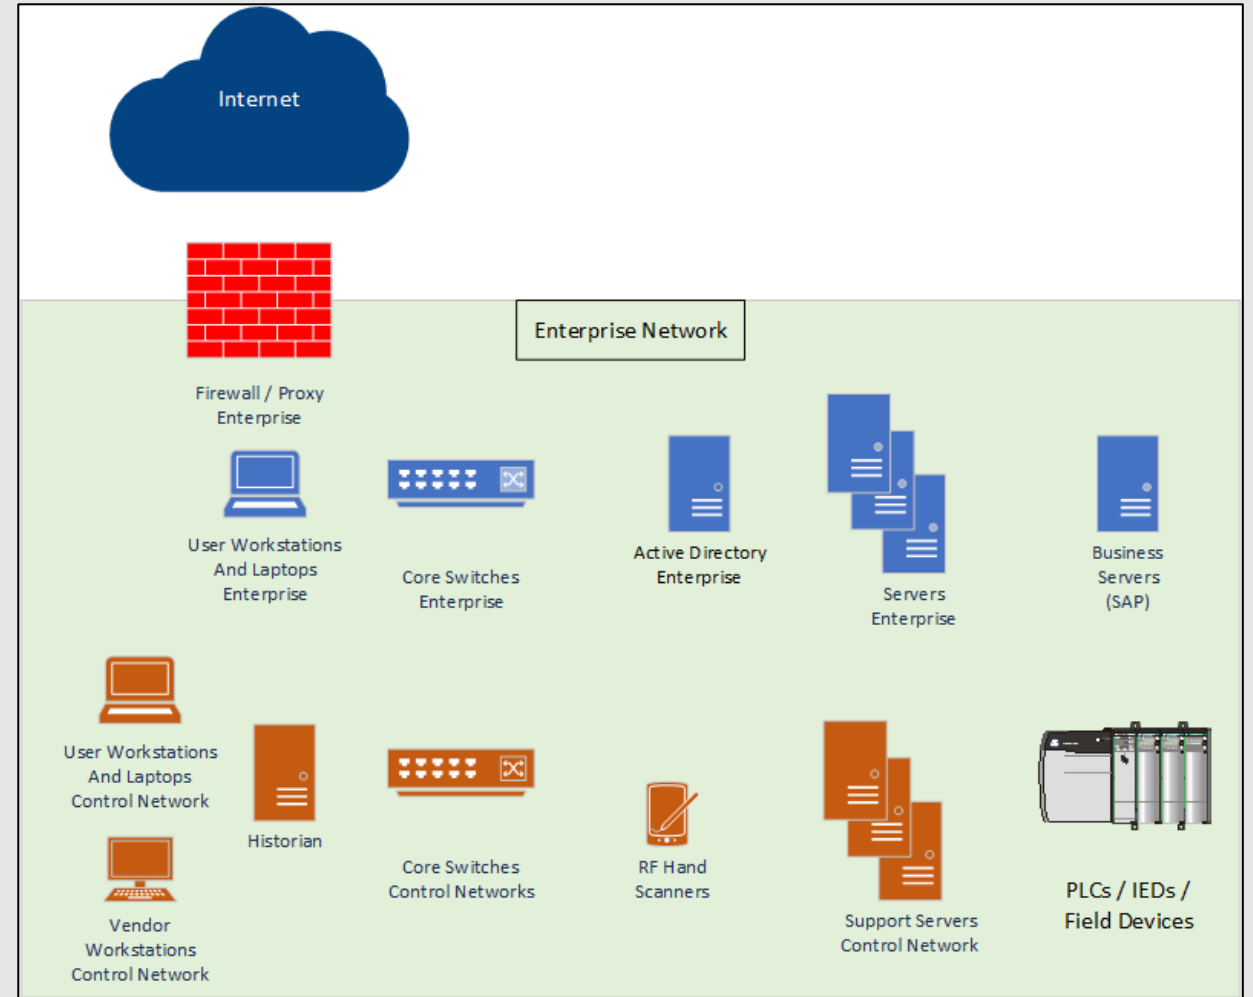 Internet
Enterprise Network
Firewall / Proxy
Enterprise
User Workstations
And Laptops
Enterprise
Core Switches
Enterprise
Active Directory
Enterprise
Servers
Enterprise
Business
Servers
(SAP)
User Workstations
And Laptops
Control Network
Historian
Vendor
Workstations
Control Network
Core Switches
Control Networks
RF Hand
Scanners
Support Servers
Control Network
PLCs / IEDs /
Field Devices